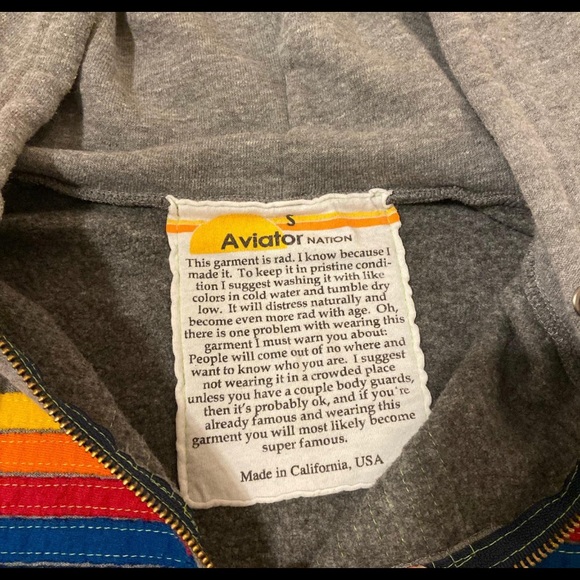 S
Aviator NATION
This garment is rad. I know because I
made it. To keep it in pristine condi-
tion I suggest washing it with like
colors in cold water and tumble dry
low. It will distress naturally and
become even more rad with age. Oh,
there is one problem with wearing this
garment I must warn you about:
People will come out of no where and
want to know who you are. I suggest
not wearing it in a crowded place
unless you have a couple body guards,
then it's probably ok, and if you're
already famous and wearing this
garment you will most likely become
super famous.
Made in California, USA